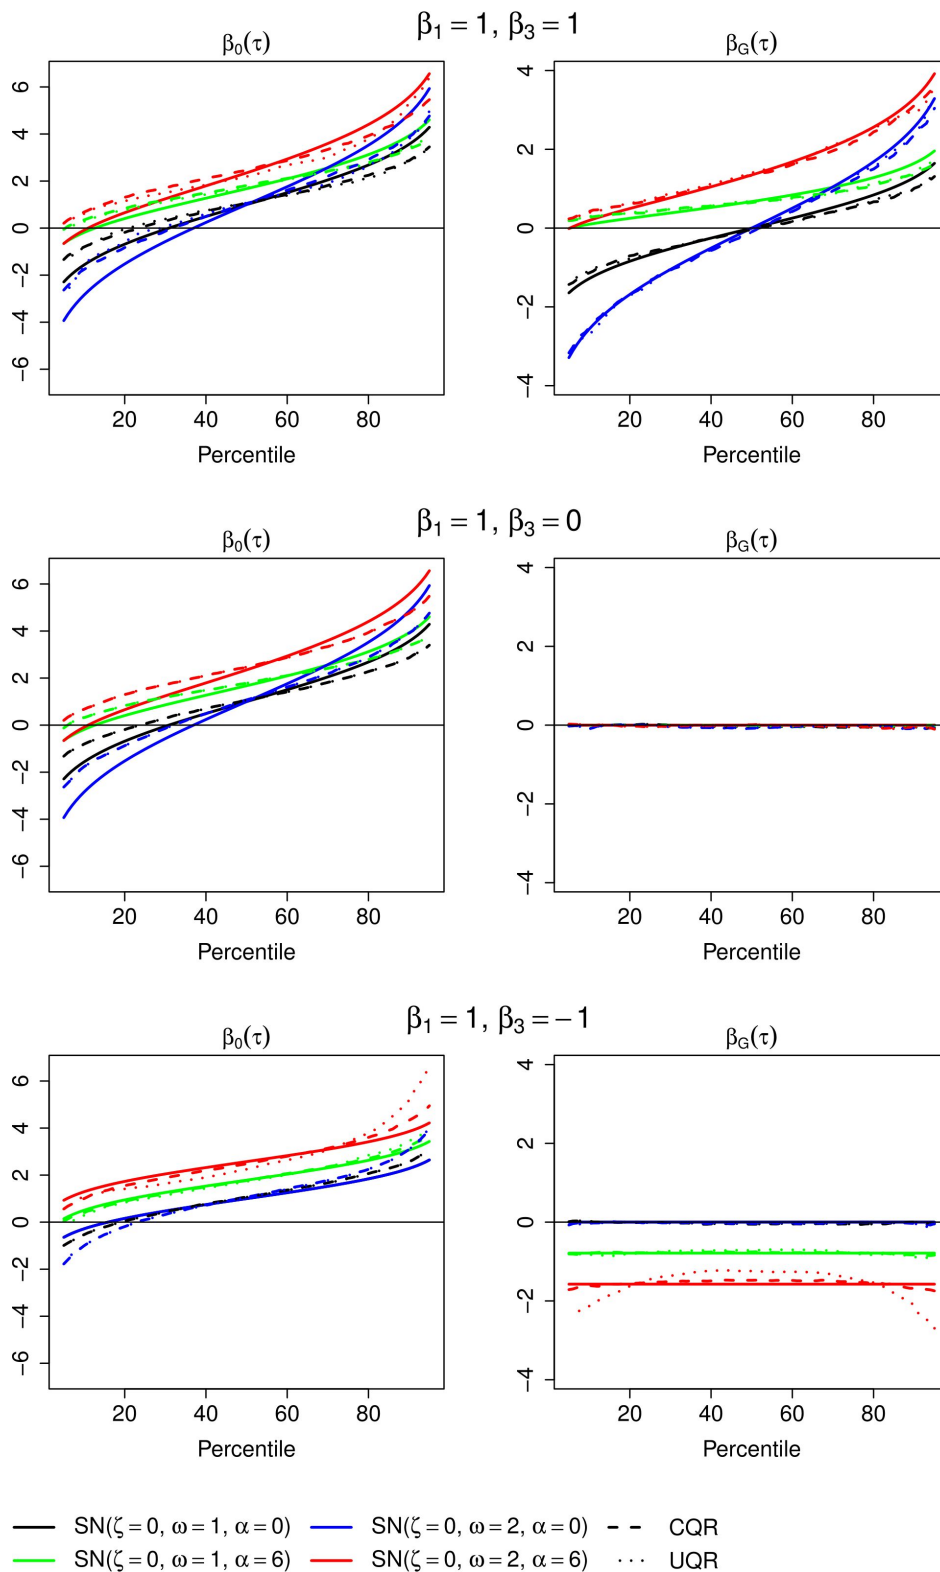 β₁ = 1, β₃ = 1
β₀(τ) β_G(τ)
6
4
2
0
−2
−4
−6
20 40 60 80
Percentile
4
2
0
−2
−4
20 40 60 80
Percentile
β₁ = 1, β₃ = 0
β₀(τ) β_G(τ)
6
4
2
0
−2
−4
−6
20 40 60 80
Percentile
4
2
0
−2
−4
20 40 60 80
Percentile
β₁ = 1, β₃ = −1
β₀(τ) β_G(τ)
6
4
2
0
−2
−4
−6
20 40 60 80
Percentile
4
2
0
−2
−4
20 40 60 80
Percentile
SN(ζ = 0, ω = 1, α = 0) SN(ζ = 0, ω = 2, α = 0) CQR
SN(ζ = 0, ω = 1, α = 6) SN(ζ = 0, ω = 2, α = 6) UQR